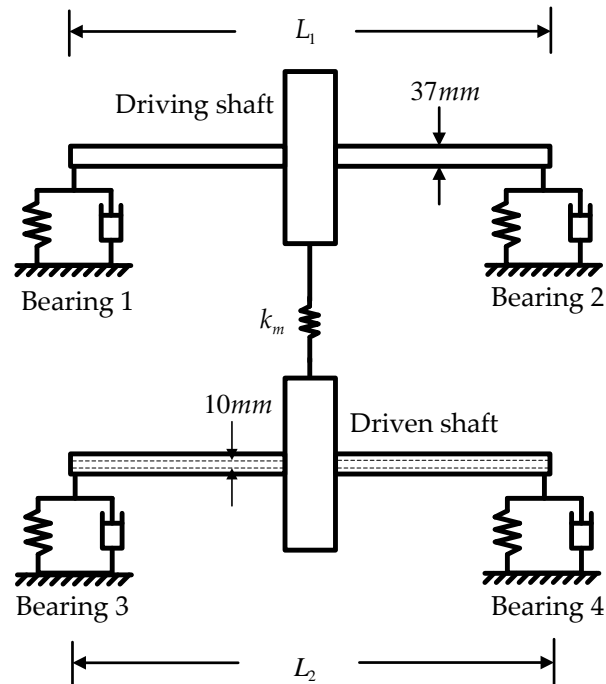 L₁
Driving shaft
37mm
Bearing 1
Bearing 2
kₘ
10mm
Driven shaft
Bearing 3
Bearing 4
L₂